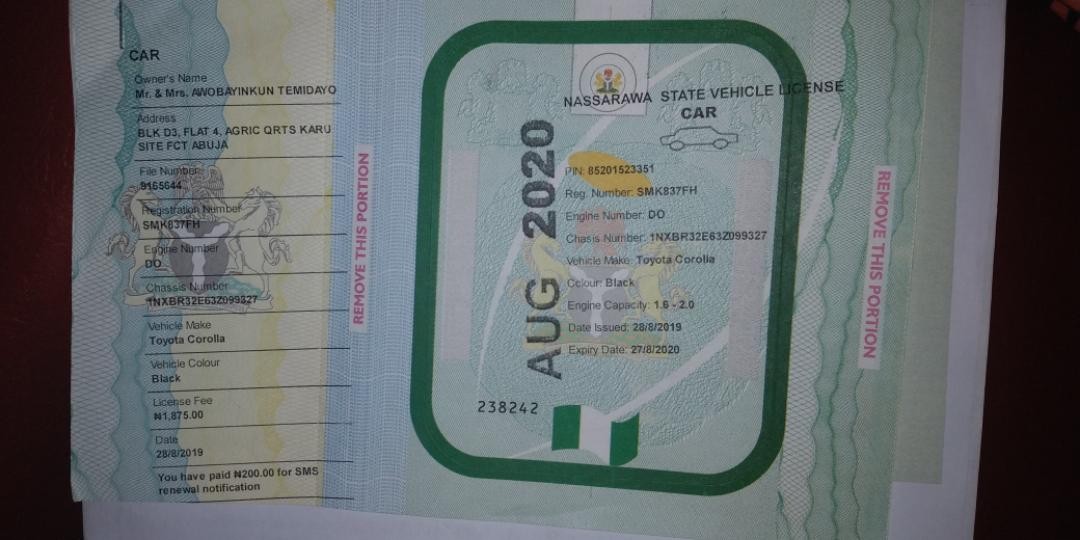 CAR
Owner's Name
Mr. & Mrs. AWOBAYINKUN TEMIDAYO
Address
BLK D3, FLAT 4, AGRIC QRTS KARU
SITE FCT ABUJA
File Number
9165644
Registration Number
SMK837FH
Engine Number
DO
Chassis Number
1NXBR32E63Z099327
Vehicle Make
Toyota Corolla
Vehicle Colour
Black
License Fee
₦1,875.00
Date
28/8/2019
You have paid ₦200.00 for SMS
renewal notification
REMOVE THIS PORTION
NASSARAWA STATE VEHICLE LICENSE
CAR
AUG 2020
PIN: 85201523351
Reg. Number: SMK837FH
Engine Number: DO
Chasis Number: 1NXBR32E63Z099327
Vehicle Make: Toyota Corolla
Colour: Black
Engine Capacity: 1.6 - 2.0
Date Issued: 28/8/2019
Expiry Date: 27/8/2020
238242
REMOVE THIS PORTION